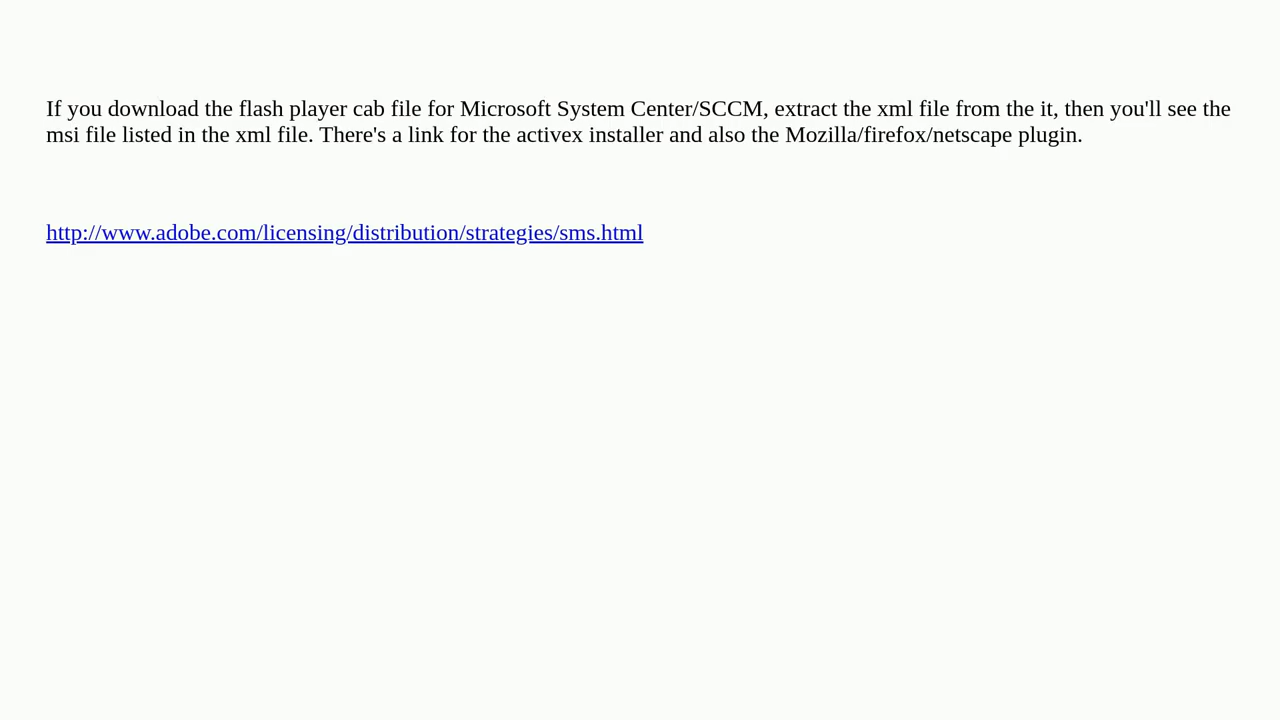 If you download the flash player cab file for Microsoft System Center/SCCM, extract the xml file from the it, then you'll see the
msi file listed in the xml file. There's a link for the activex installer and also the Mozilla/firefox/netscape plugin.
http://www.adobe.com/licensing/distribution/strategies/sms.html